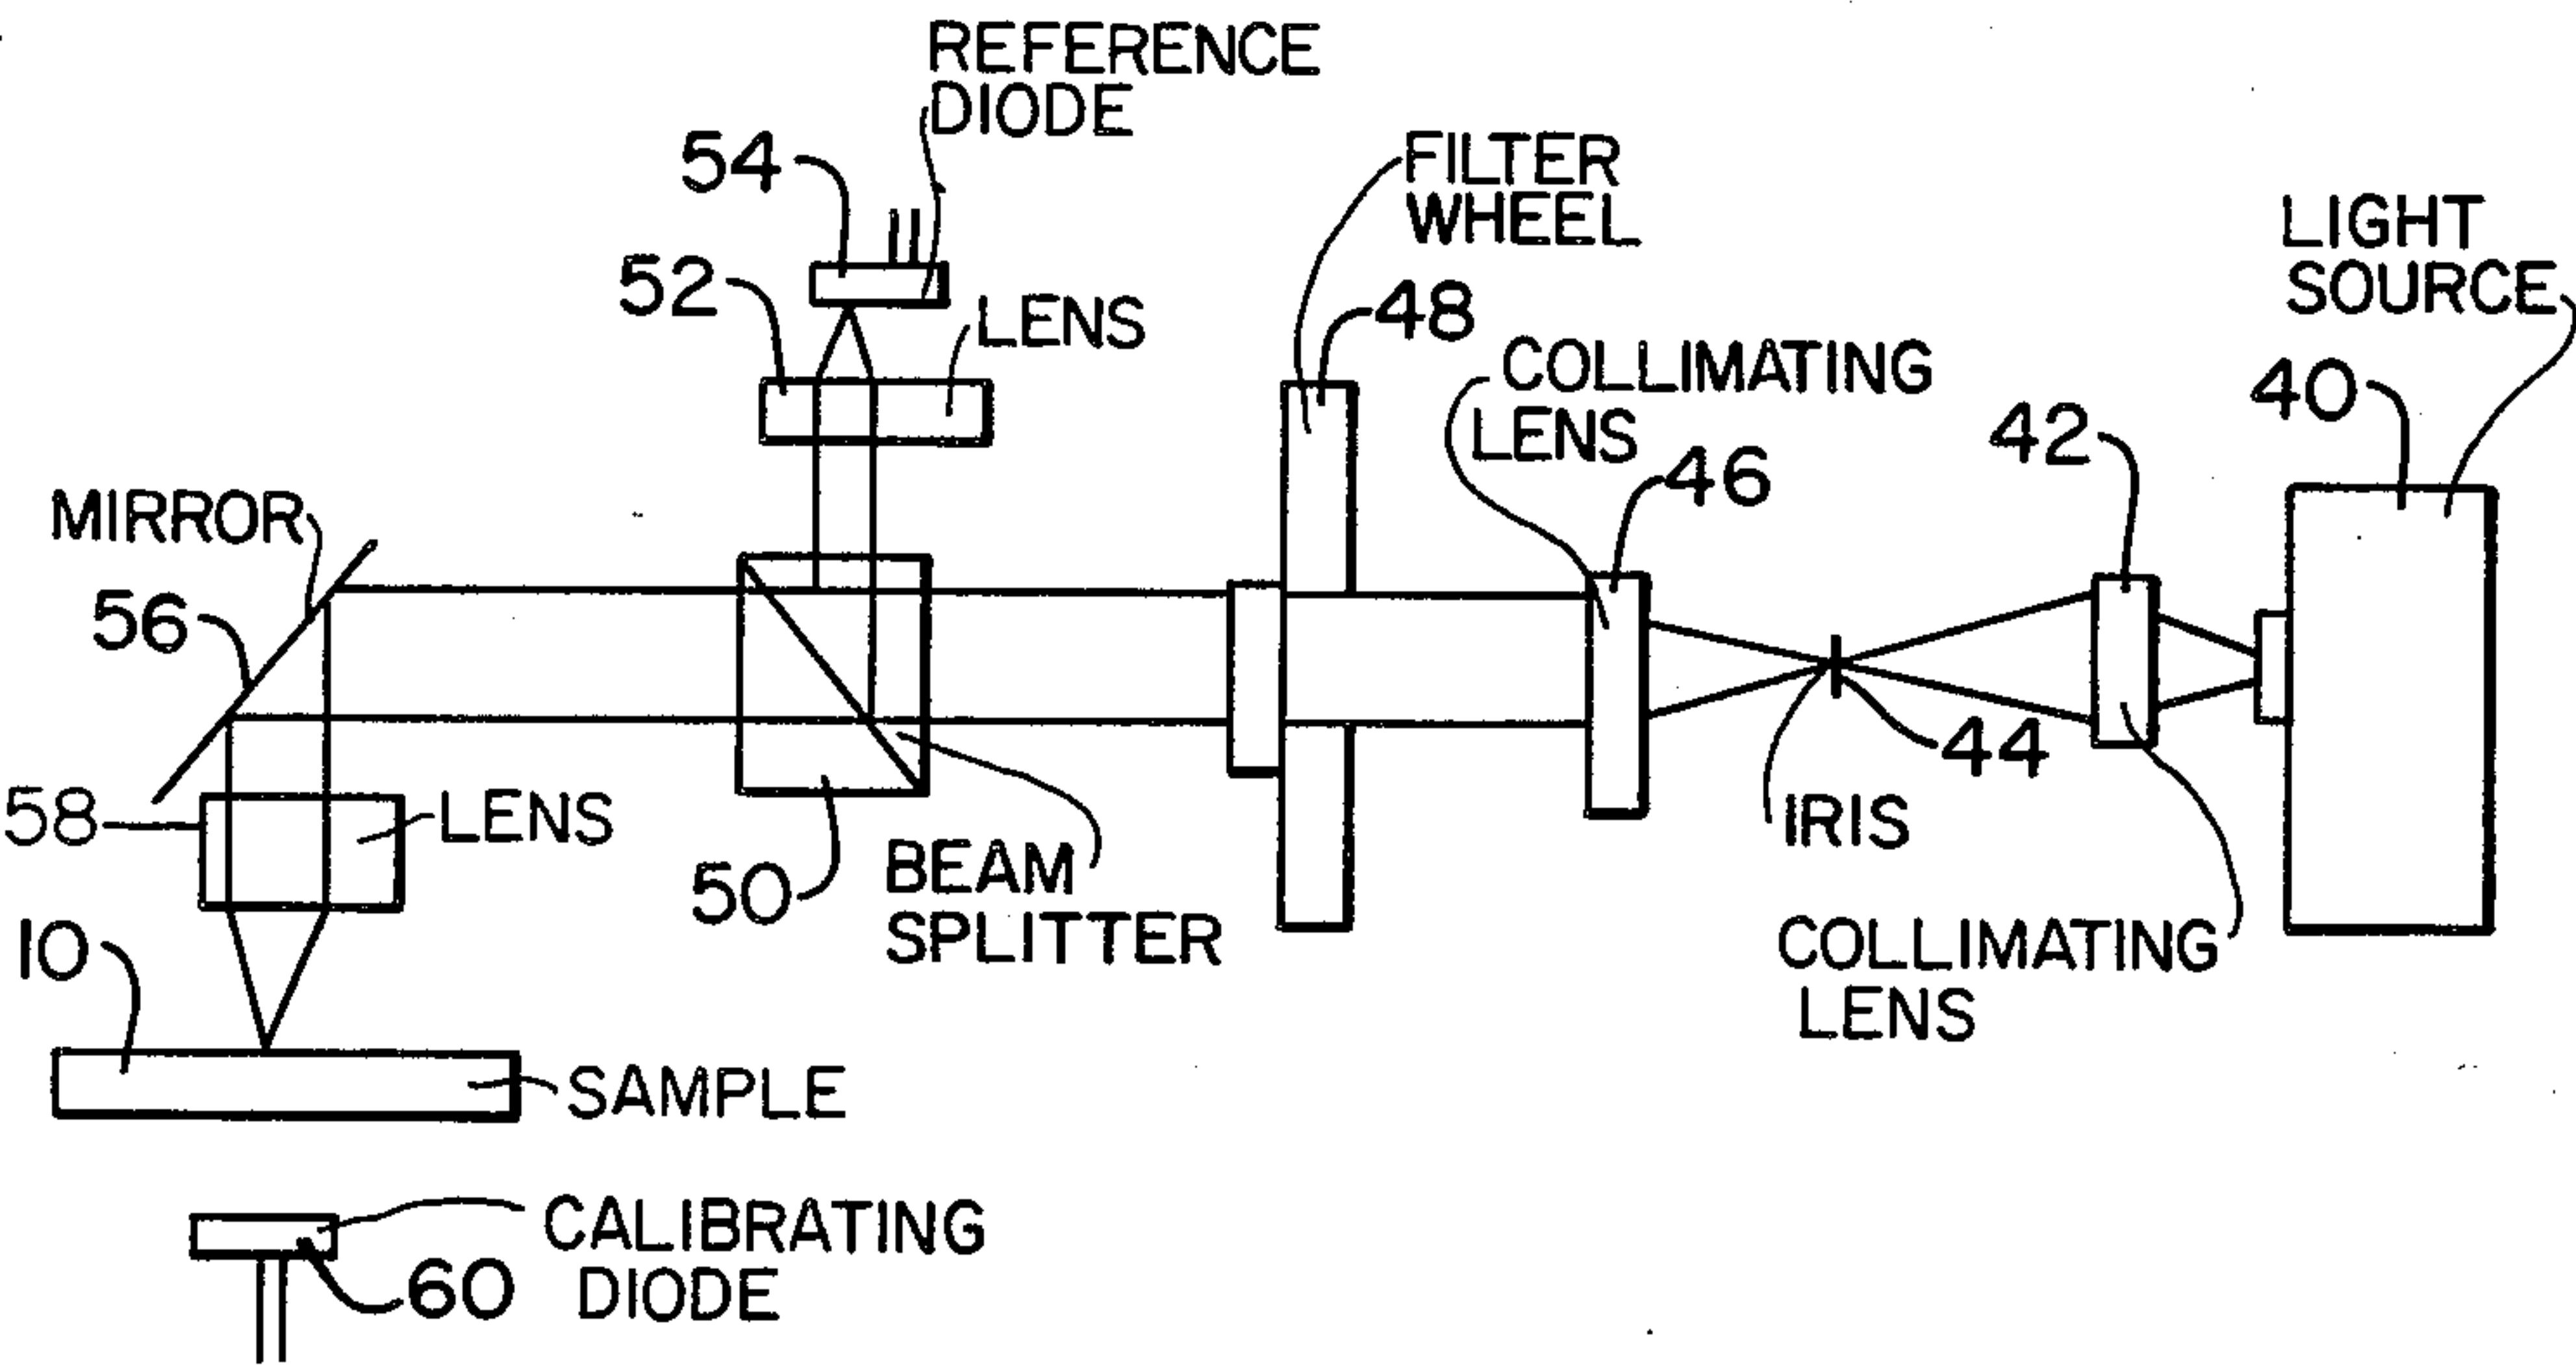 REFERENCE
DIODE
54
FILTER
WHEEL
LIGHT
SOURCE
52
LENS
48
COLLIMATING
LENS
40
42
46
MIRROR
56
44
58
LENS
IRIS
50
BEAM
SPLITTER
COLLIMATING
LENS
10
SAMPLE
CALIBRATING
DIODE
60